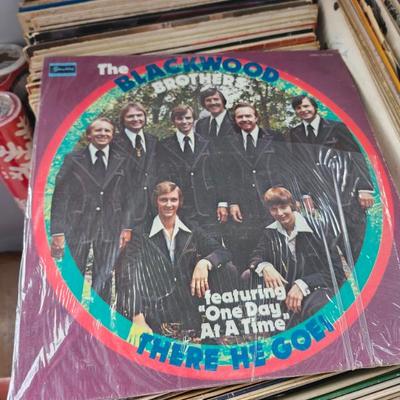 The
BLACKWOOD
BROTHERS
featuring
"One Day
At A Time"
THERE HE GOES!